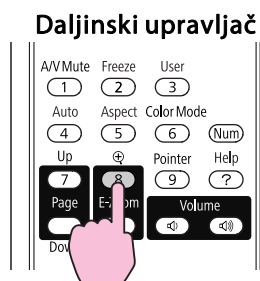 Daljinski upravljač
A/V Mute Freeze User
1 2 3
Auto Aspect Color Mode
4 5 6 Num
Up Pointer Help
7 8 9 ?
Page Volume